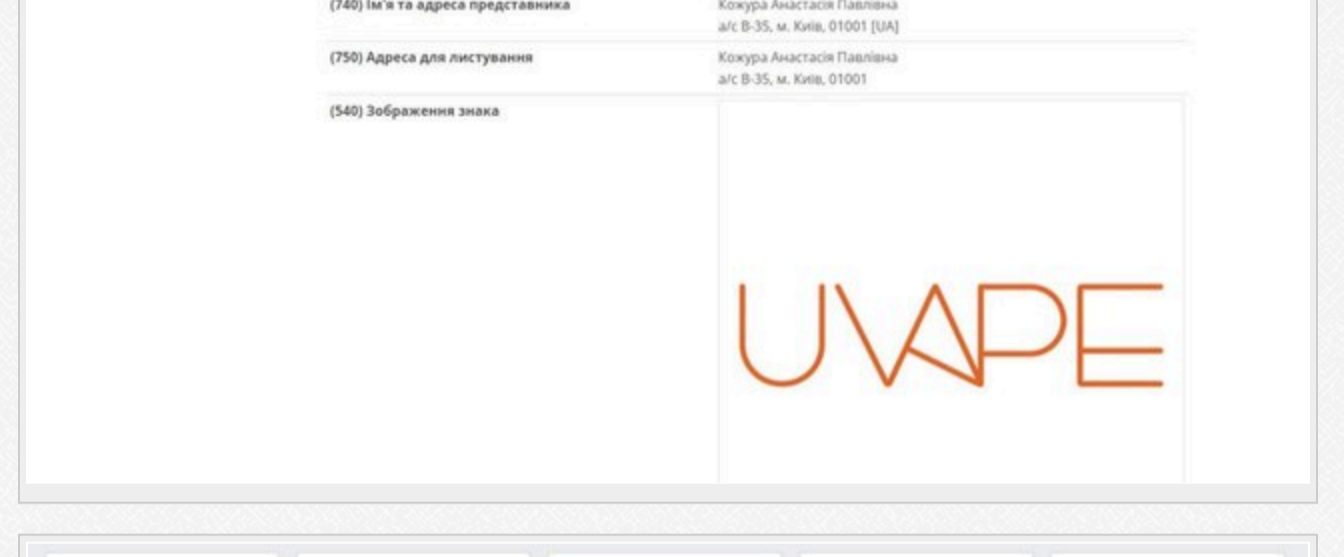 (740) Ім'я та адреса представника
Кожура Анастасія Павлівна
а/с В-35, м. Київ, 01001 [UA]
(750) Адреса для листування
Кожура Анастасія Павлівна
а/с В-35, м. Київ, 01001
(540) Зображення знака
UVAPE